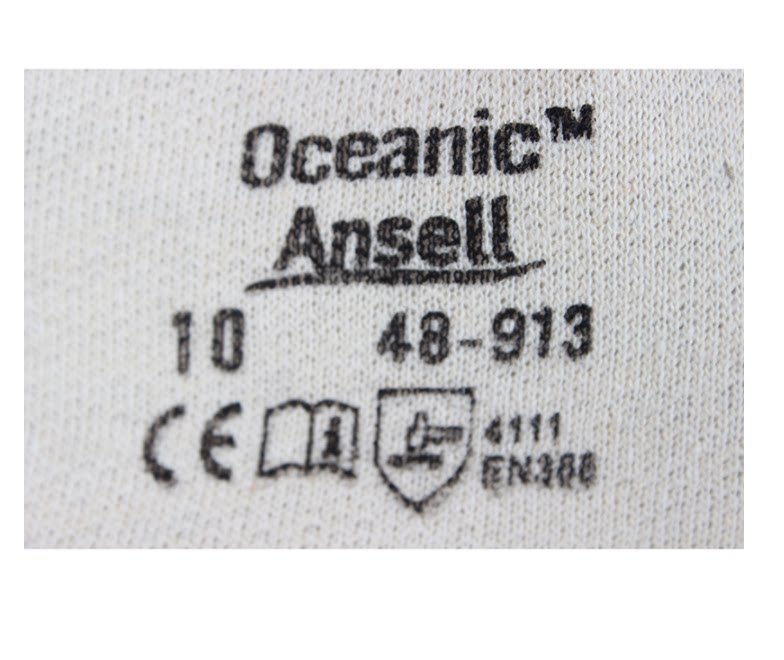 Oceanic™
Ansell
10 48-913
CE i 4111
EN388